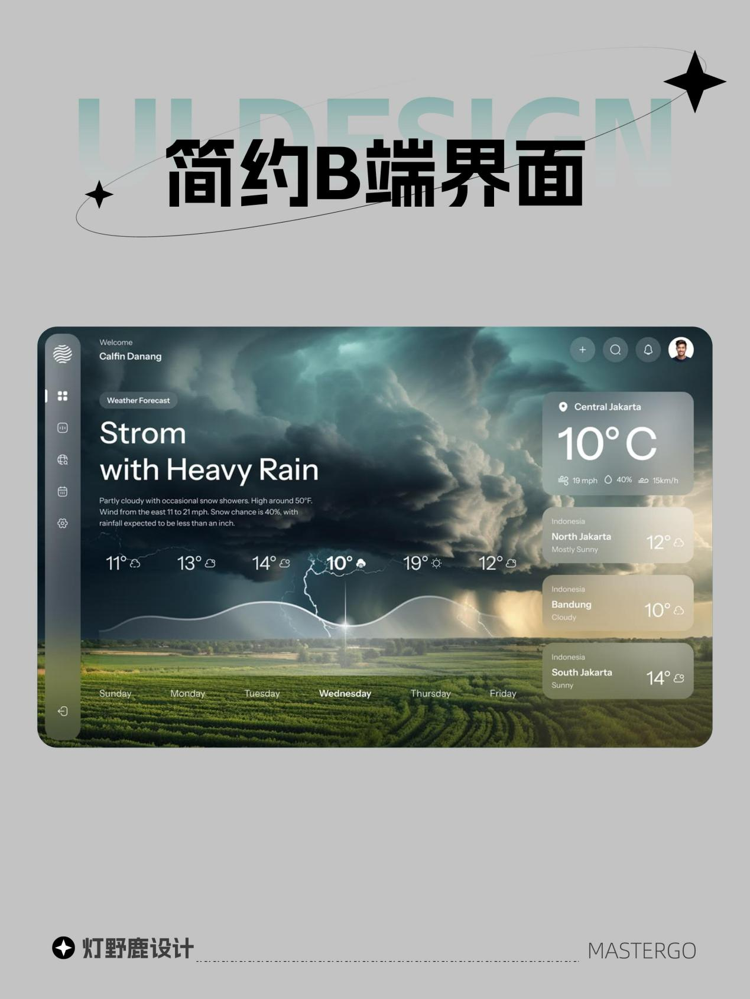 UI DESIGN
简约B端界面
Welcome
Calfin Danang
Weather Forecast
Strom
with Heavy Rain
Partly cloudy with occasional snow showers. High around 50°F.
Wind from the east 11 to 21 mph. Snow chance is 40%, with
rainfall expected to be less than an inch.
11° 13° 14° 10° 19° 12°
Sunday Monday Tuesday Wednesday Thursday Friday
Central Jakarta
10°C
19 mph 40% 15km/h
Indonesia
North Jakarta
Mostly Sunny
12°
Indonesia
Bandung
Cloudy
10°
Indonesia
South Jakarta
Sunny
14°
灯野鹿设计
MASTERGO